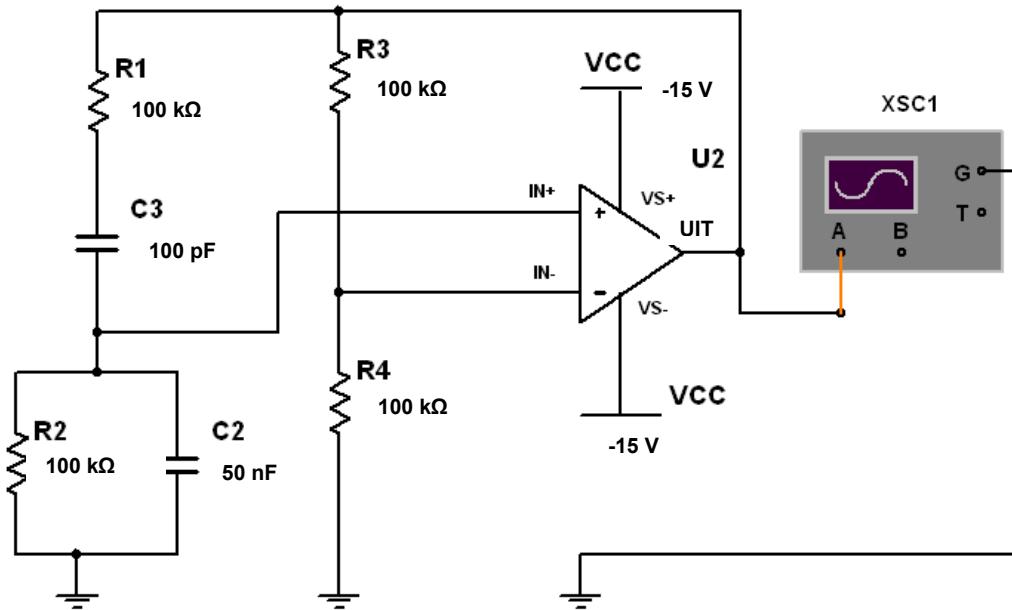 R1
100 kΩ
R3
100 kΩ
VCC
-15 V
XSC1
G
T
A
B
U2
C3
100 pF
IN+
+
VS+
UIT
IN-
-
VS-
R4
100 kΩ
VCC
-15 V
R2
100 kΩ
C2
50 nF